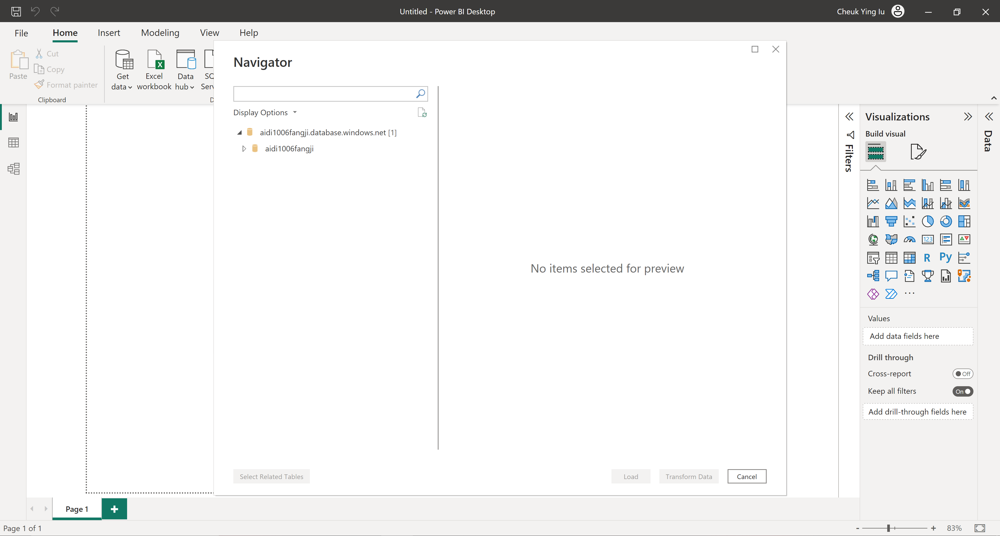 Untitled - Power BI Desktop
Cheuk Ying Iu
File
Home
Insert
Modeling
View
Help
Paste
Cut
Copy
Format painter
Clipboard
Get
data
Excel
workbook
Data
hub
SQ
Serv
D
Navigator
Display Options
aidi1006fangji.database.windows.net [1]
aidi1006fangji
No items selected for preview
Select Related Tables
Load
Transform Data
Cancel
Filters
Visualizations
Build visual
123
R
Py
Values
Add data fields here
Drill through
Cross-report
Off
Keep all filters
On
Add drill-through fields here
Data
Page 1
Page 1 of 1
83%